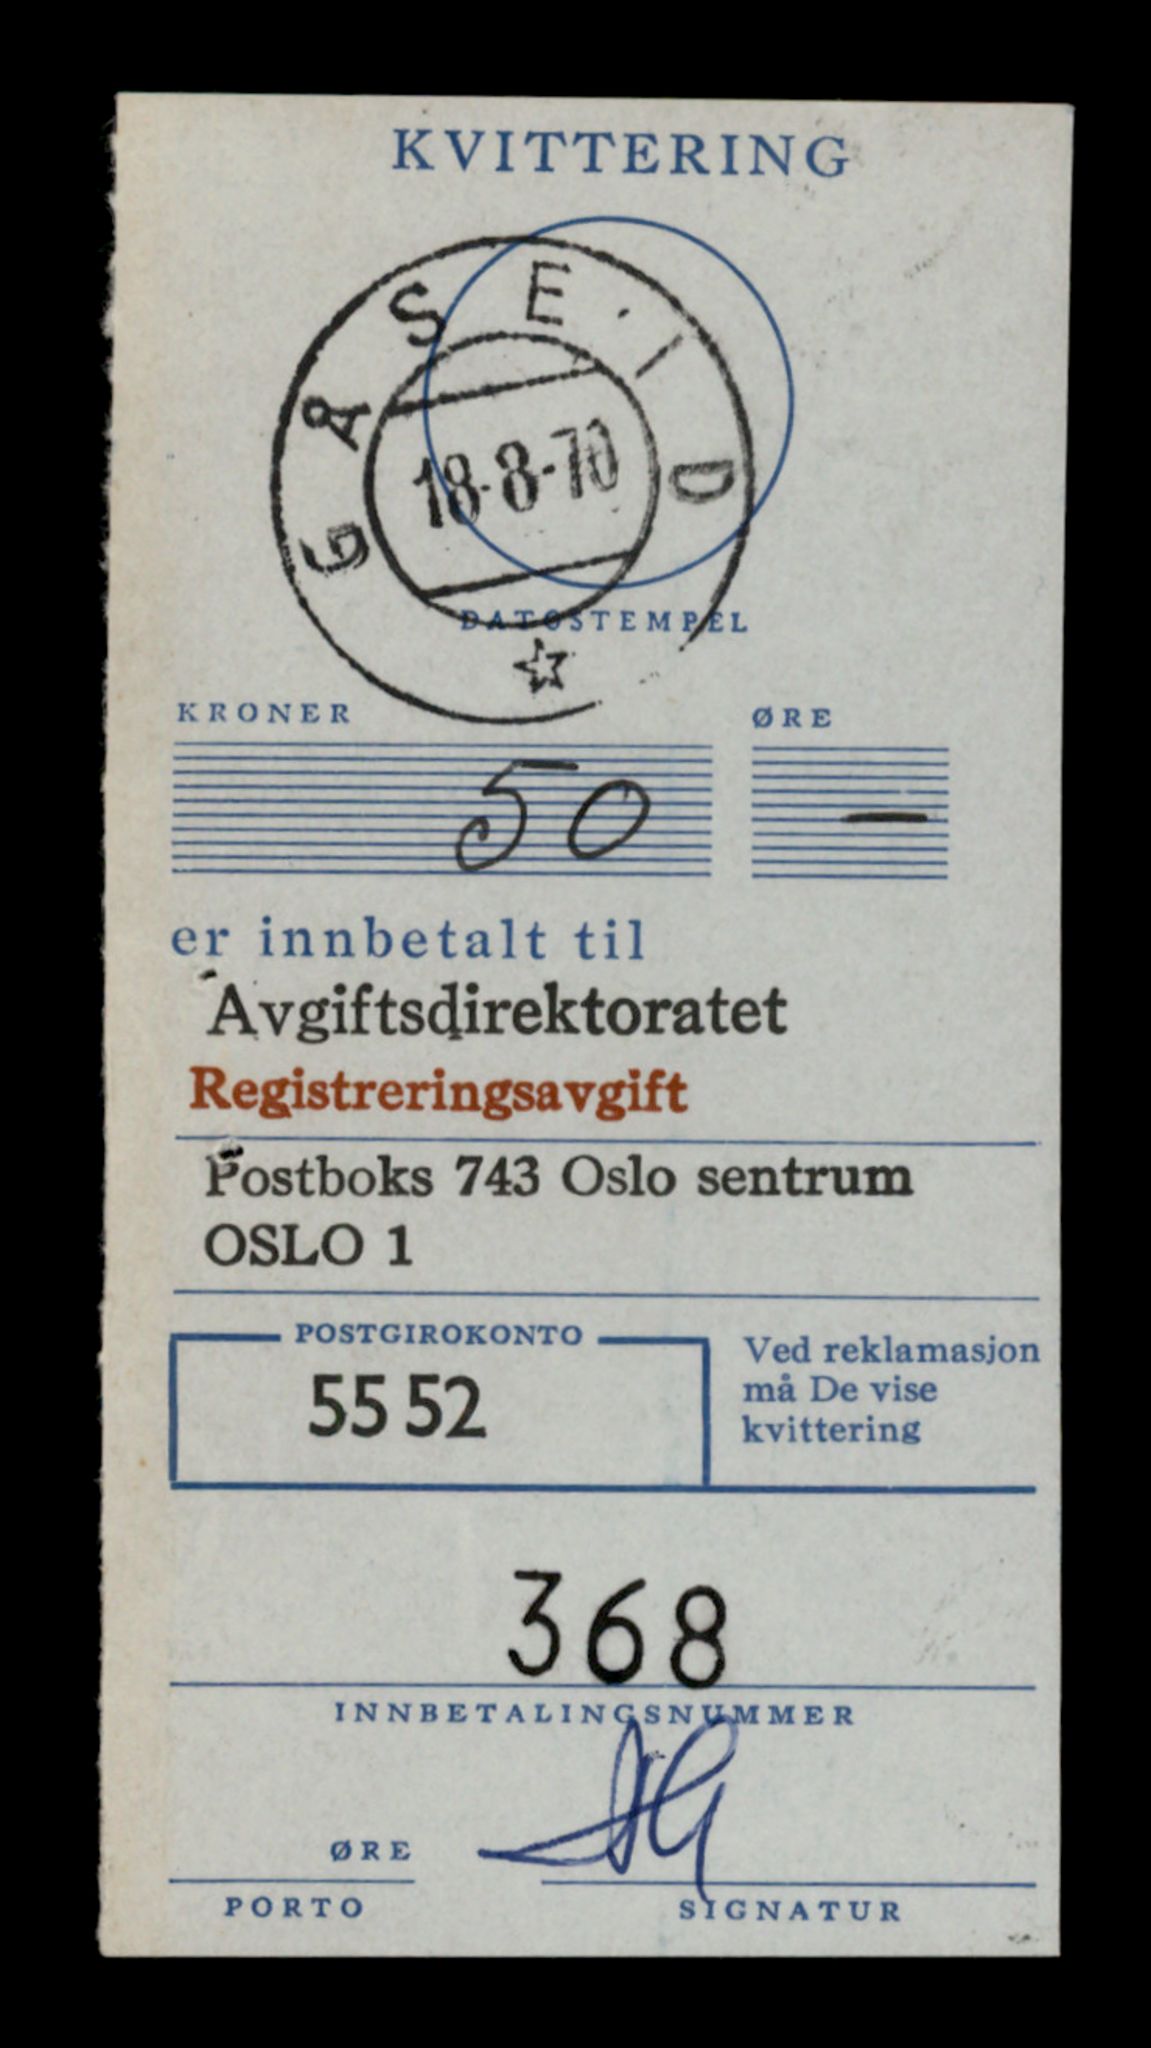 KVITTERING
GÅSEID
18-8-70
DATOSTEMPEL
KRONER ØRE
50 —
er innbetalt til
Avgiftsdirektoratet
Registreringsavgift
Postboks 743 Oslo sentrum
OSLO 1
POSTGIROKONTO
55 52
Ved reklamasjon
må De vise
kvittering
368
INNBETALINGSNUMMER
ØRE
PORTO SIGNATUR